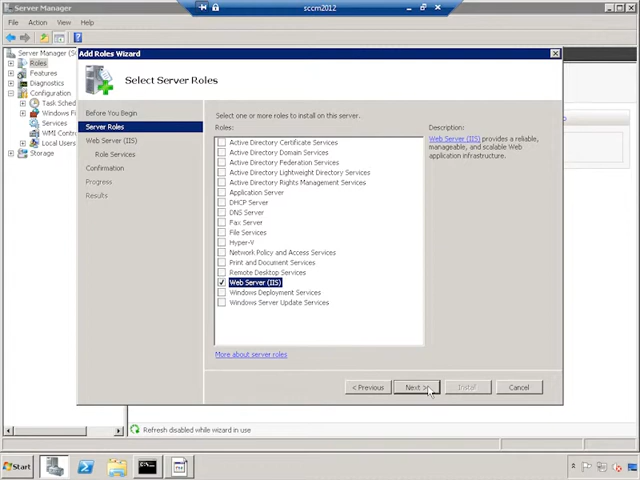 Server Manager
sccm2012
File Action View Help
Server Manager (
Roles
Features
Diagnostics
Configuration
Task Sched
Windows Fi
Services
WMI Contro
Local Users
Storage
Add Roles Wizard
Select Server Roles
Before You Begin
Server Roles
Web Server (IIS)
Role Services
Confirmation
Progress
Results
Select one or more roles to install on this server.
Roles:
Active Directory Certificate Services
Active Directory Domain Services
Active Directory Federation Services
Active Directory Lightweight Directory Services
Active Directory Rights Management Services
Application Server
DHCP Server
DNS Server
Fax Server
File Services
Hyper-V
Network Policy and Access Services
Print and Document Services
Remote Desktop Services
Web Server (IIS)
Windows Deployment Services
Windows Server Update Services
More about server roles
Description:
Web Server (IIS) provides a reliable,
manageable, and scalable Web
application infrastructure.
< Previous
Next >
Install
Cancel
Refresh disabled while wizard in use
Start